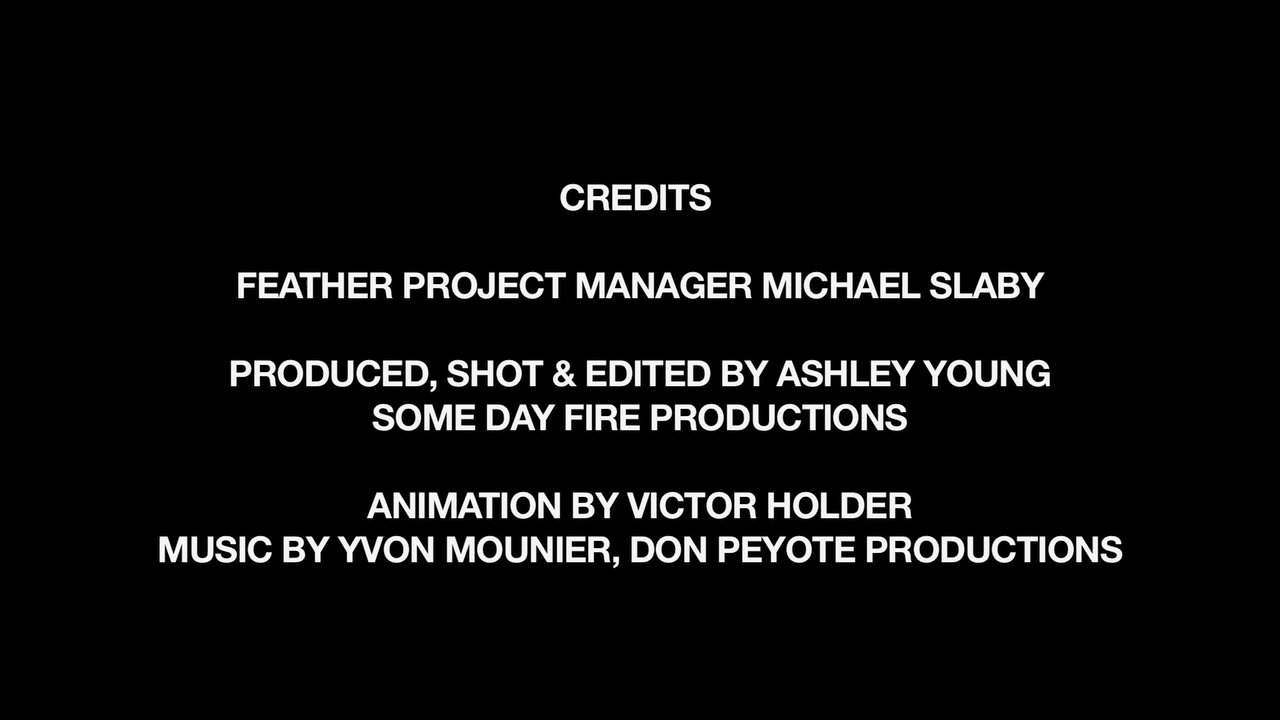 CREDITS
FEATHER PROJECT MANAGER MICHAEL SLABY
PRODUCED, SHOT & EDITED BY ASHLEY YOUNG
SOME DAY FIRE PRODUCTIONS
ANIMATION BY VICTOR HOLDER
MUSIC BY YVON MOUNIER, DON PEYOTE PRODUCTIONS